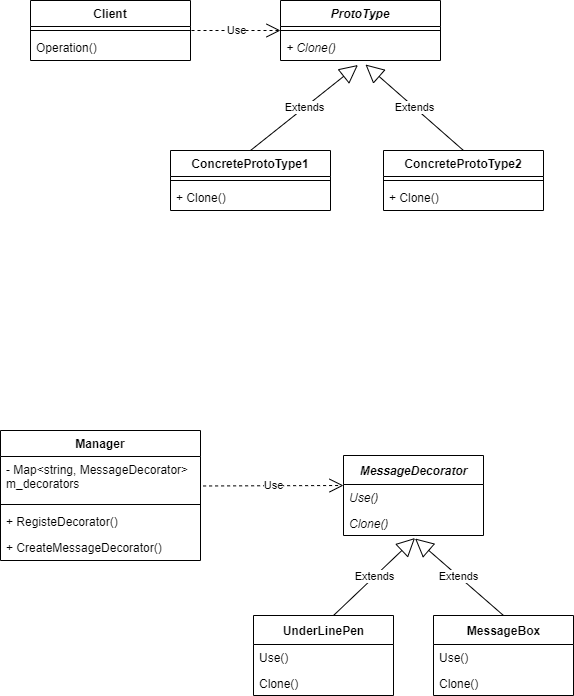 Client
ProtoType
Operation()
Use
+ Clone()
Extends
Extends
ConcreteProtoType1
ConcreteProtoType2
+ Clone()
+ Clone()
Manager
- Map<string, MessageDecorator>
m_decorators
+ RegisteDecorator()
+ CreateMessageDecorator()
Use
MessageDecorator
Use()
Clone()
Extends
Extends
UnderLinePen
Use()
Clone()
MessageBox
Use()
Clone()